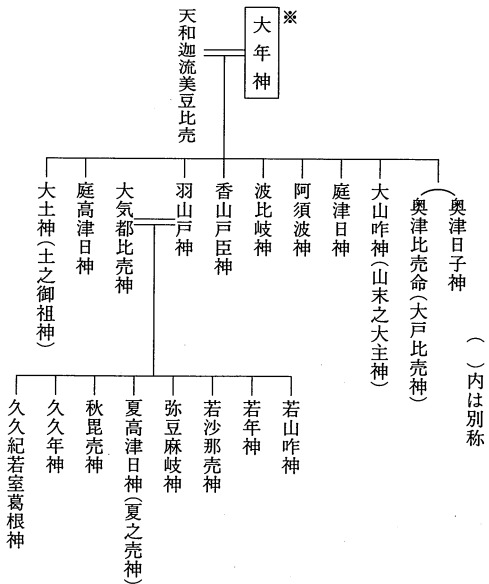 ※
大年神
天和迦流美豆比売
奥津日子神
奥津比売命(大戸比売神)
大山咋神(山末之大主神)
庭津日神
阿須波神
波比岐神
香山戸臣神
羽山戸神
大気都比売神
庭高津日神
大土神(土之御祖神)
( )内は別称
若山咋神
若年神
若沙那売神
弥豆麻岐神
夏高津日神(夏之売神)
秋毘売神
久久年神
久久紀若室葛根神